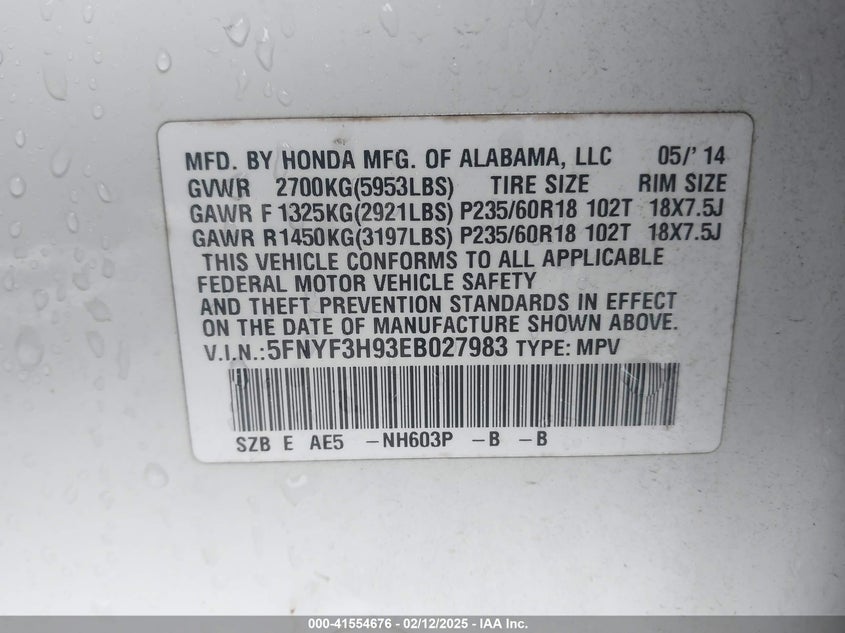 MFD. BY HONDA MFG. OF ALABAMA, LLC 05/' 14
GVWR 2700KG(5953LBS) TIRE SIZE RIM SIZE
GAWR F 1325KG(2921LBS) P235/60R18 102T 18X7.5J
GAWR R1450KG(3197LBS) P235/60R18 102T 18X7.5J
THIS VEHICLE CONFORMS TO ALL APPLICABLE
FEDERAL MOTOR VEHICLE SAFETY
AND THEFT PREVENTION STANDARDS IN EFFECT
ON THE DATE OF MANUFACTURE SHOWN ABOVE.
V.I.N.:5FNYF3H93EB027983 TYPE: MPV
SZB E AE5 -NH603P -B -B
000-41554676 - 02/12/2025 - IAA Inc.